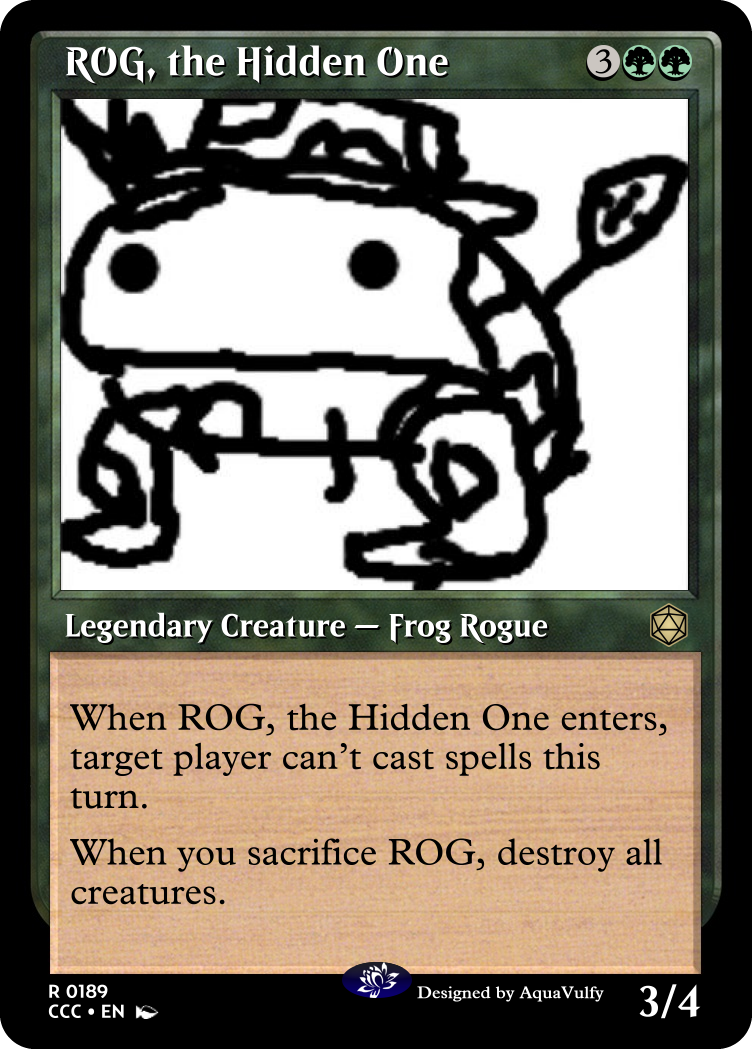 ROG, the Hidden One 3
Legendary Creature — Frog Rogue
When ROG, the Hidden One enters,
target player can't cast spells this
turn.
When you sacrifice ROG, destroy all
creatures.
R 0189
CCC • EN
Designed by AquaVulfy
3/4